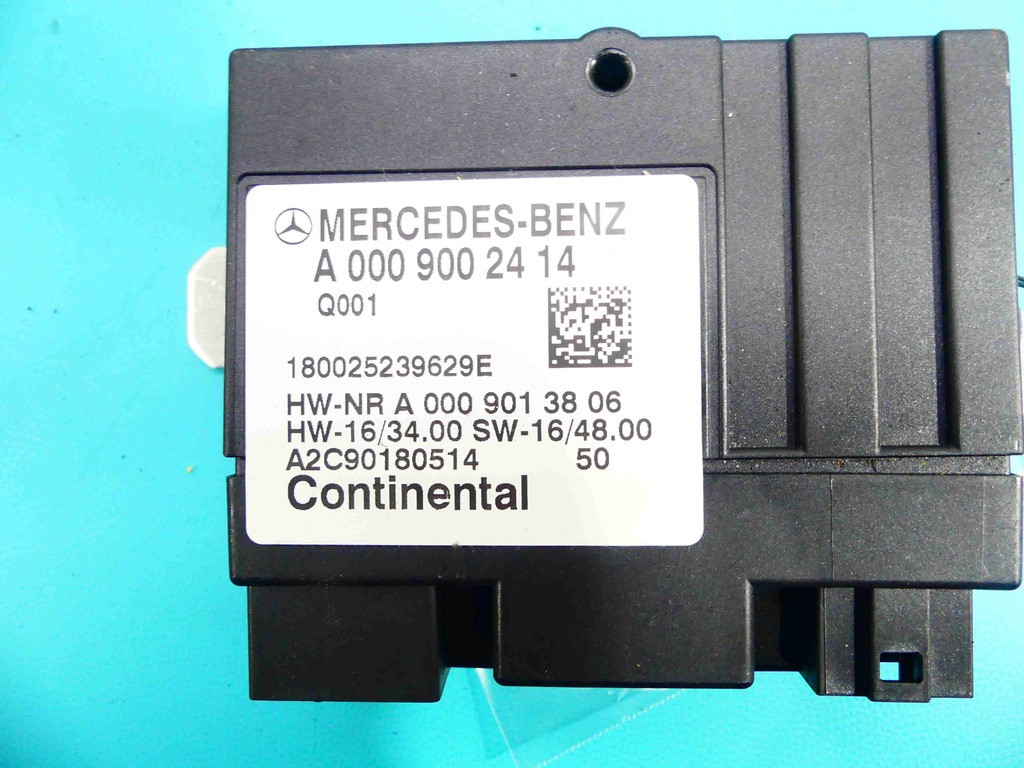 MERCEDES-BENZ
A 000 900 24 14
Q001
180025239629E
HW-NR A 000 901 38 06
HW-16/34.00 SW-16/48.00
A2C90180514 50
Continental